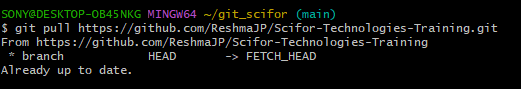 SONY@DESKTOP-OB45NKG MINGW64 ~/git_scifor (main)
$ git pull https://github.com/ReshmaJP/Scifor-Technologies-Training.git
From https://github.com/ReshmaJP/Scifor-Technologies-Training
 * branch            HEAD       -> FETCH_HEAD
Already up to date.